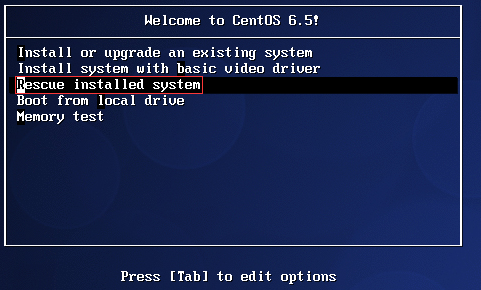 Welcome to CentOS 6.5!
Install or upgrade an existing system
Install system with basic video driver
Rescue installed system
Boot from local drive
Memory test
Press [Tab] to edit options